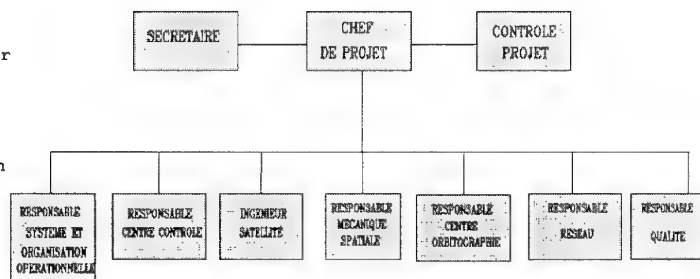 SECRETAIRE
CHEF
DE PROJET
CONTROLE
PROJET
r
n
RESPONSABLE
SYSTEME ET
ORGANISATION
OPERATIONNELLE
RESPONSABLE
CENTRE CONTROLE
INGENIEUR
SATELLITE
RESPONSABLE
MECANIQUE
SPATIALE
RESPONSABLE
CENTRE
ORBITOGRAPHIE
RESPONSABLE
RESEAU
RESPONSABLE
QUALITE